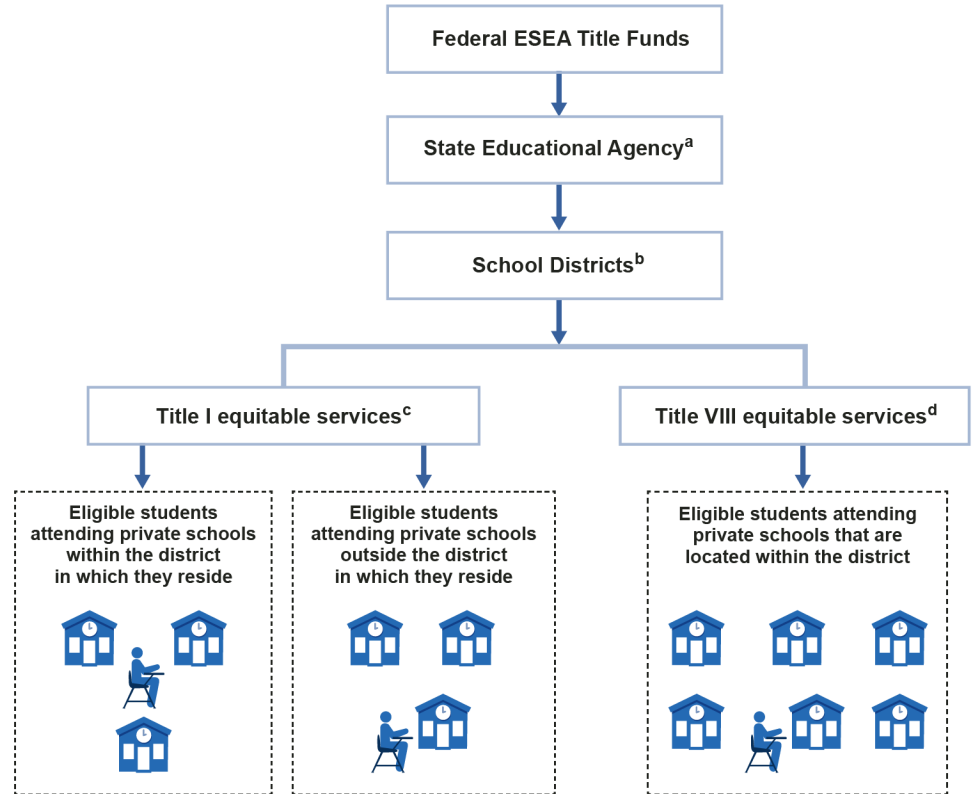 Federal ESEA Title Funds
State Educational Agencyᵃ
School Districtsᵇ
Title I equitable servicesᶜ
Title VIII equitable servicesᵈ
Eligible students
attending private schools
within the district
in which they reside
Eligible students
attending private schools
outside the district
in which they reside
Eligible students attending
private schools that are
located within the district